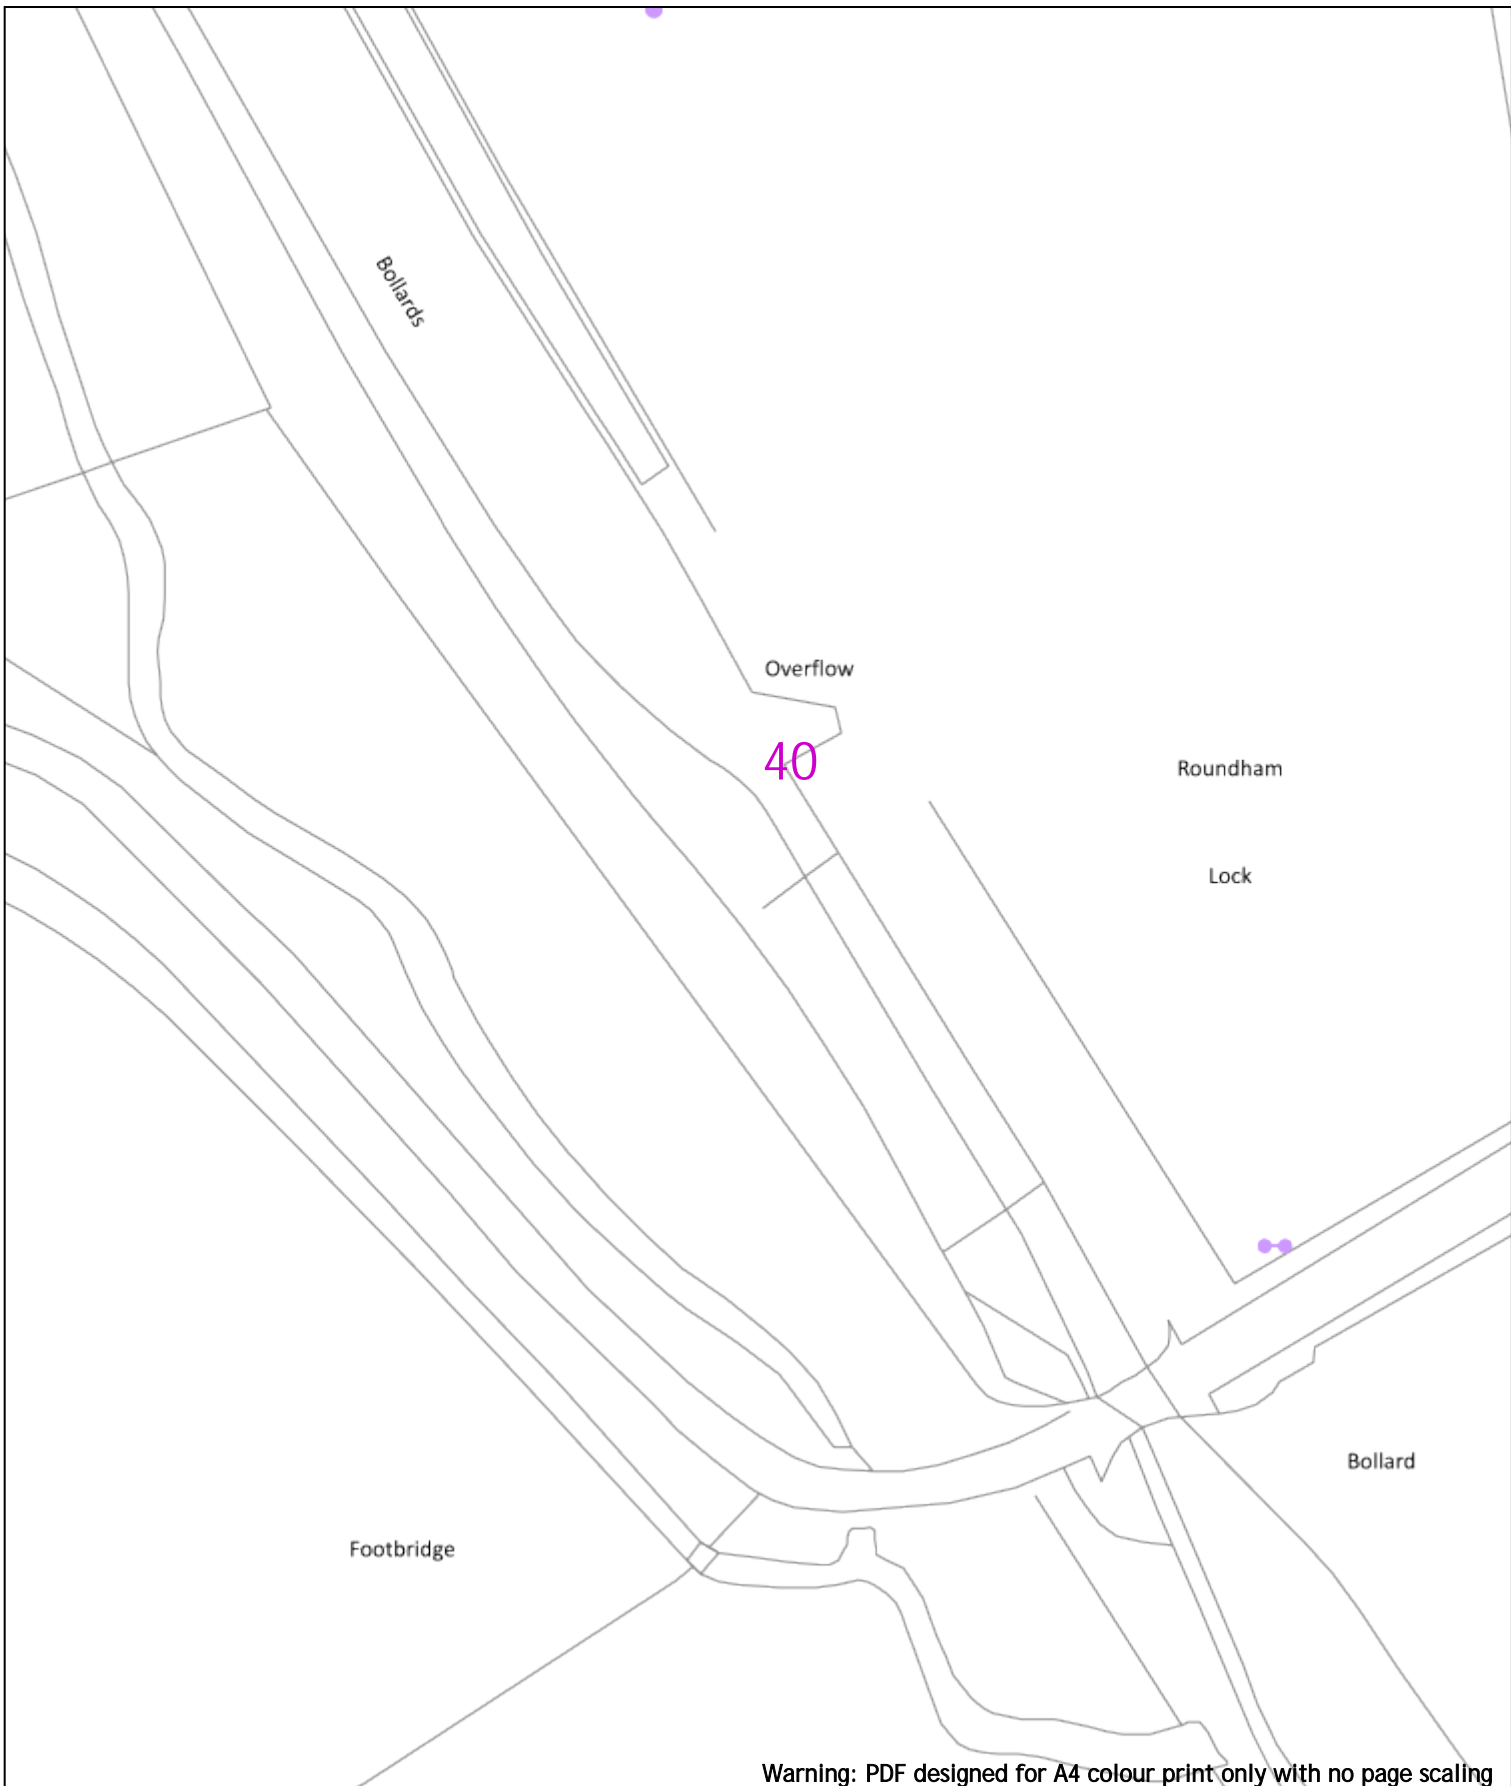 Bollards
Overflow
40
Roundham
Lock
Bollard
Footbridge
Warning: PDF designed for A4 colour print only with no page scaling